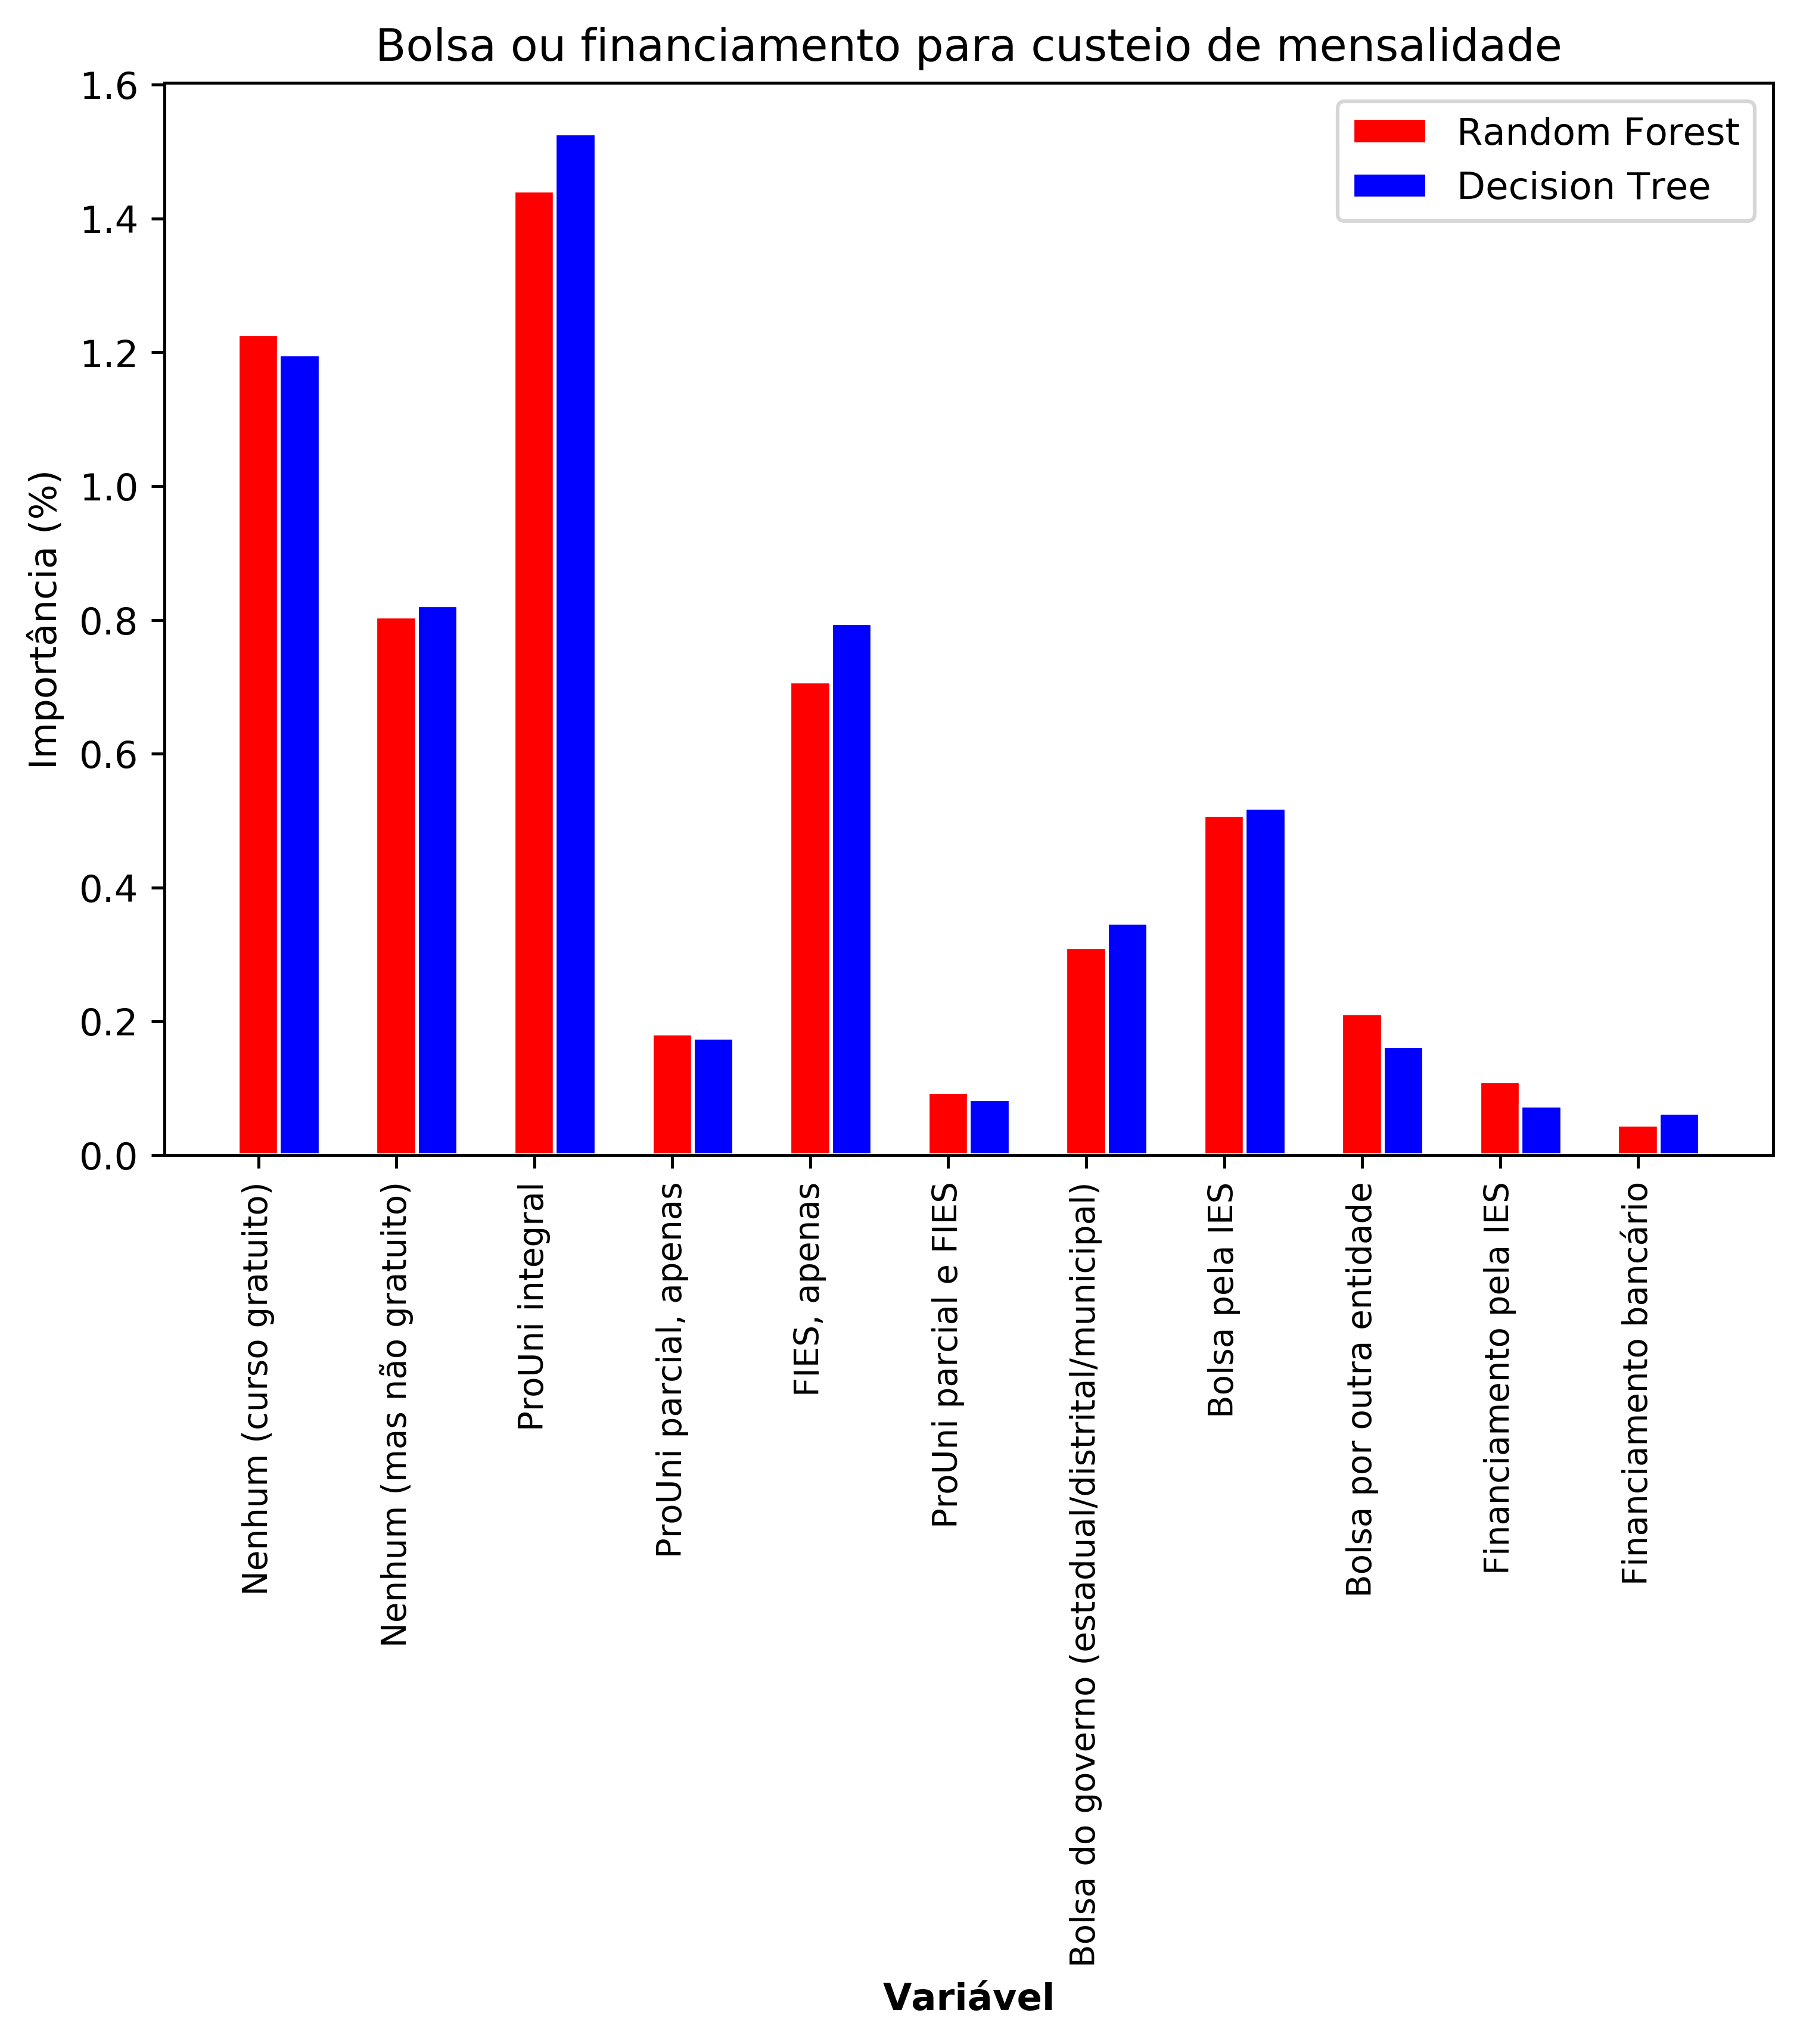 Bolsa ou financiamento para custeio de mensalidade
1.6
1.4
1.2
1.0
0.8
0.6
0.4
0.2
0.0
Importância (%)
Random Forest
Decision Tree
Nenhum (curso gratuito)
Nenhum (mas não gratuito)
ProUni integral
ProUni parcial, apenas
FIES, apenas
ProUni parcial e FIES
Bolsa do governo (estadual/distrital/municipal)
Bolsa pela IES
Bolsa por outra entidade
Financiamento pela IES
Financiamento bancário
Variável